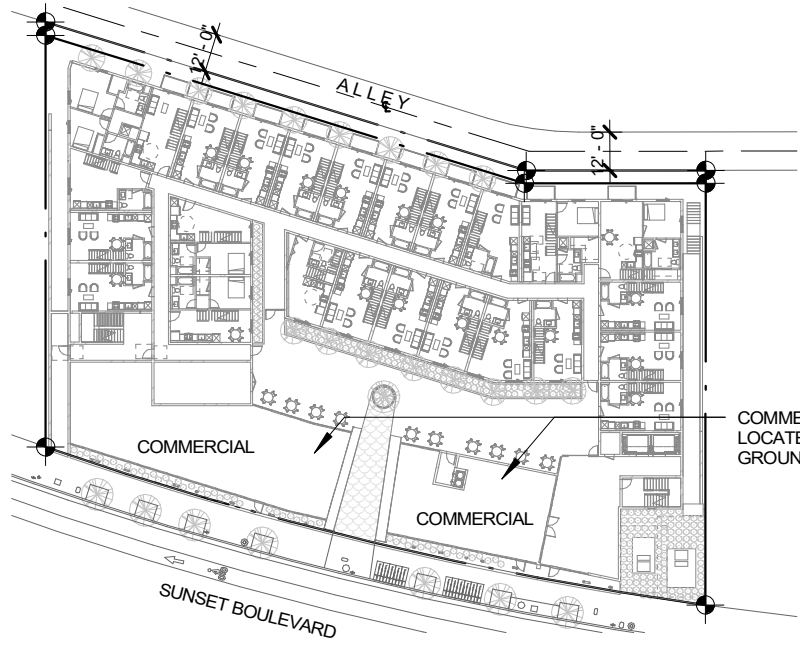 12' - 0"
ALLEY
12' - 0"
COMMERCIAL
COMME
LOCATE
GROUN
COMMERCIAL
SUNSET BOULEVARD